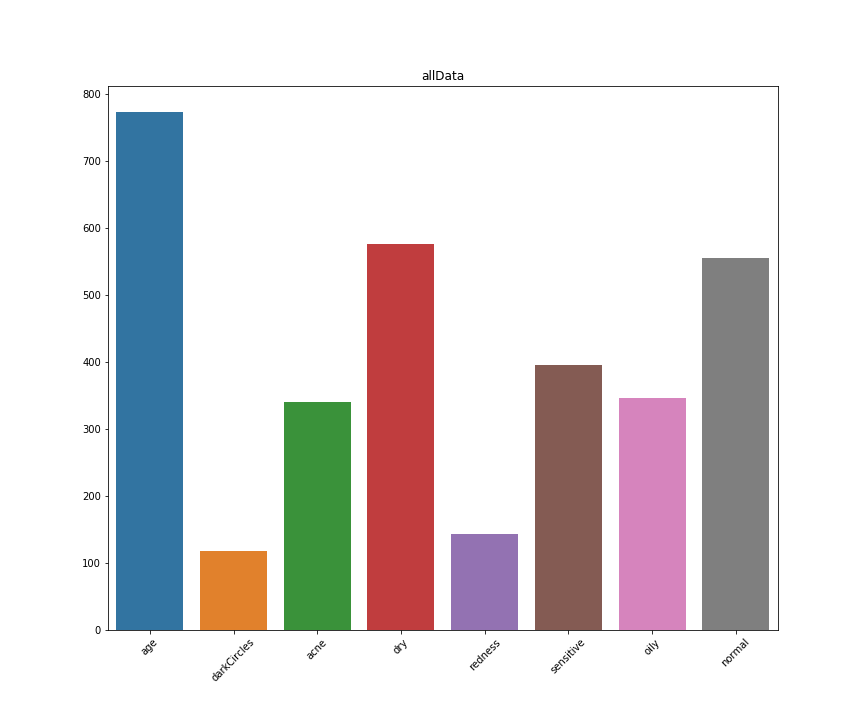 allData
800
700
600
500
400
300
200
100
0
age
darkCircles
acne
dry
redness
sensitive
oily
normal